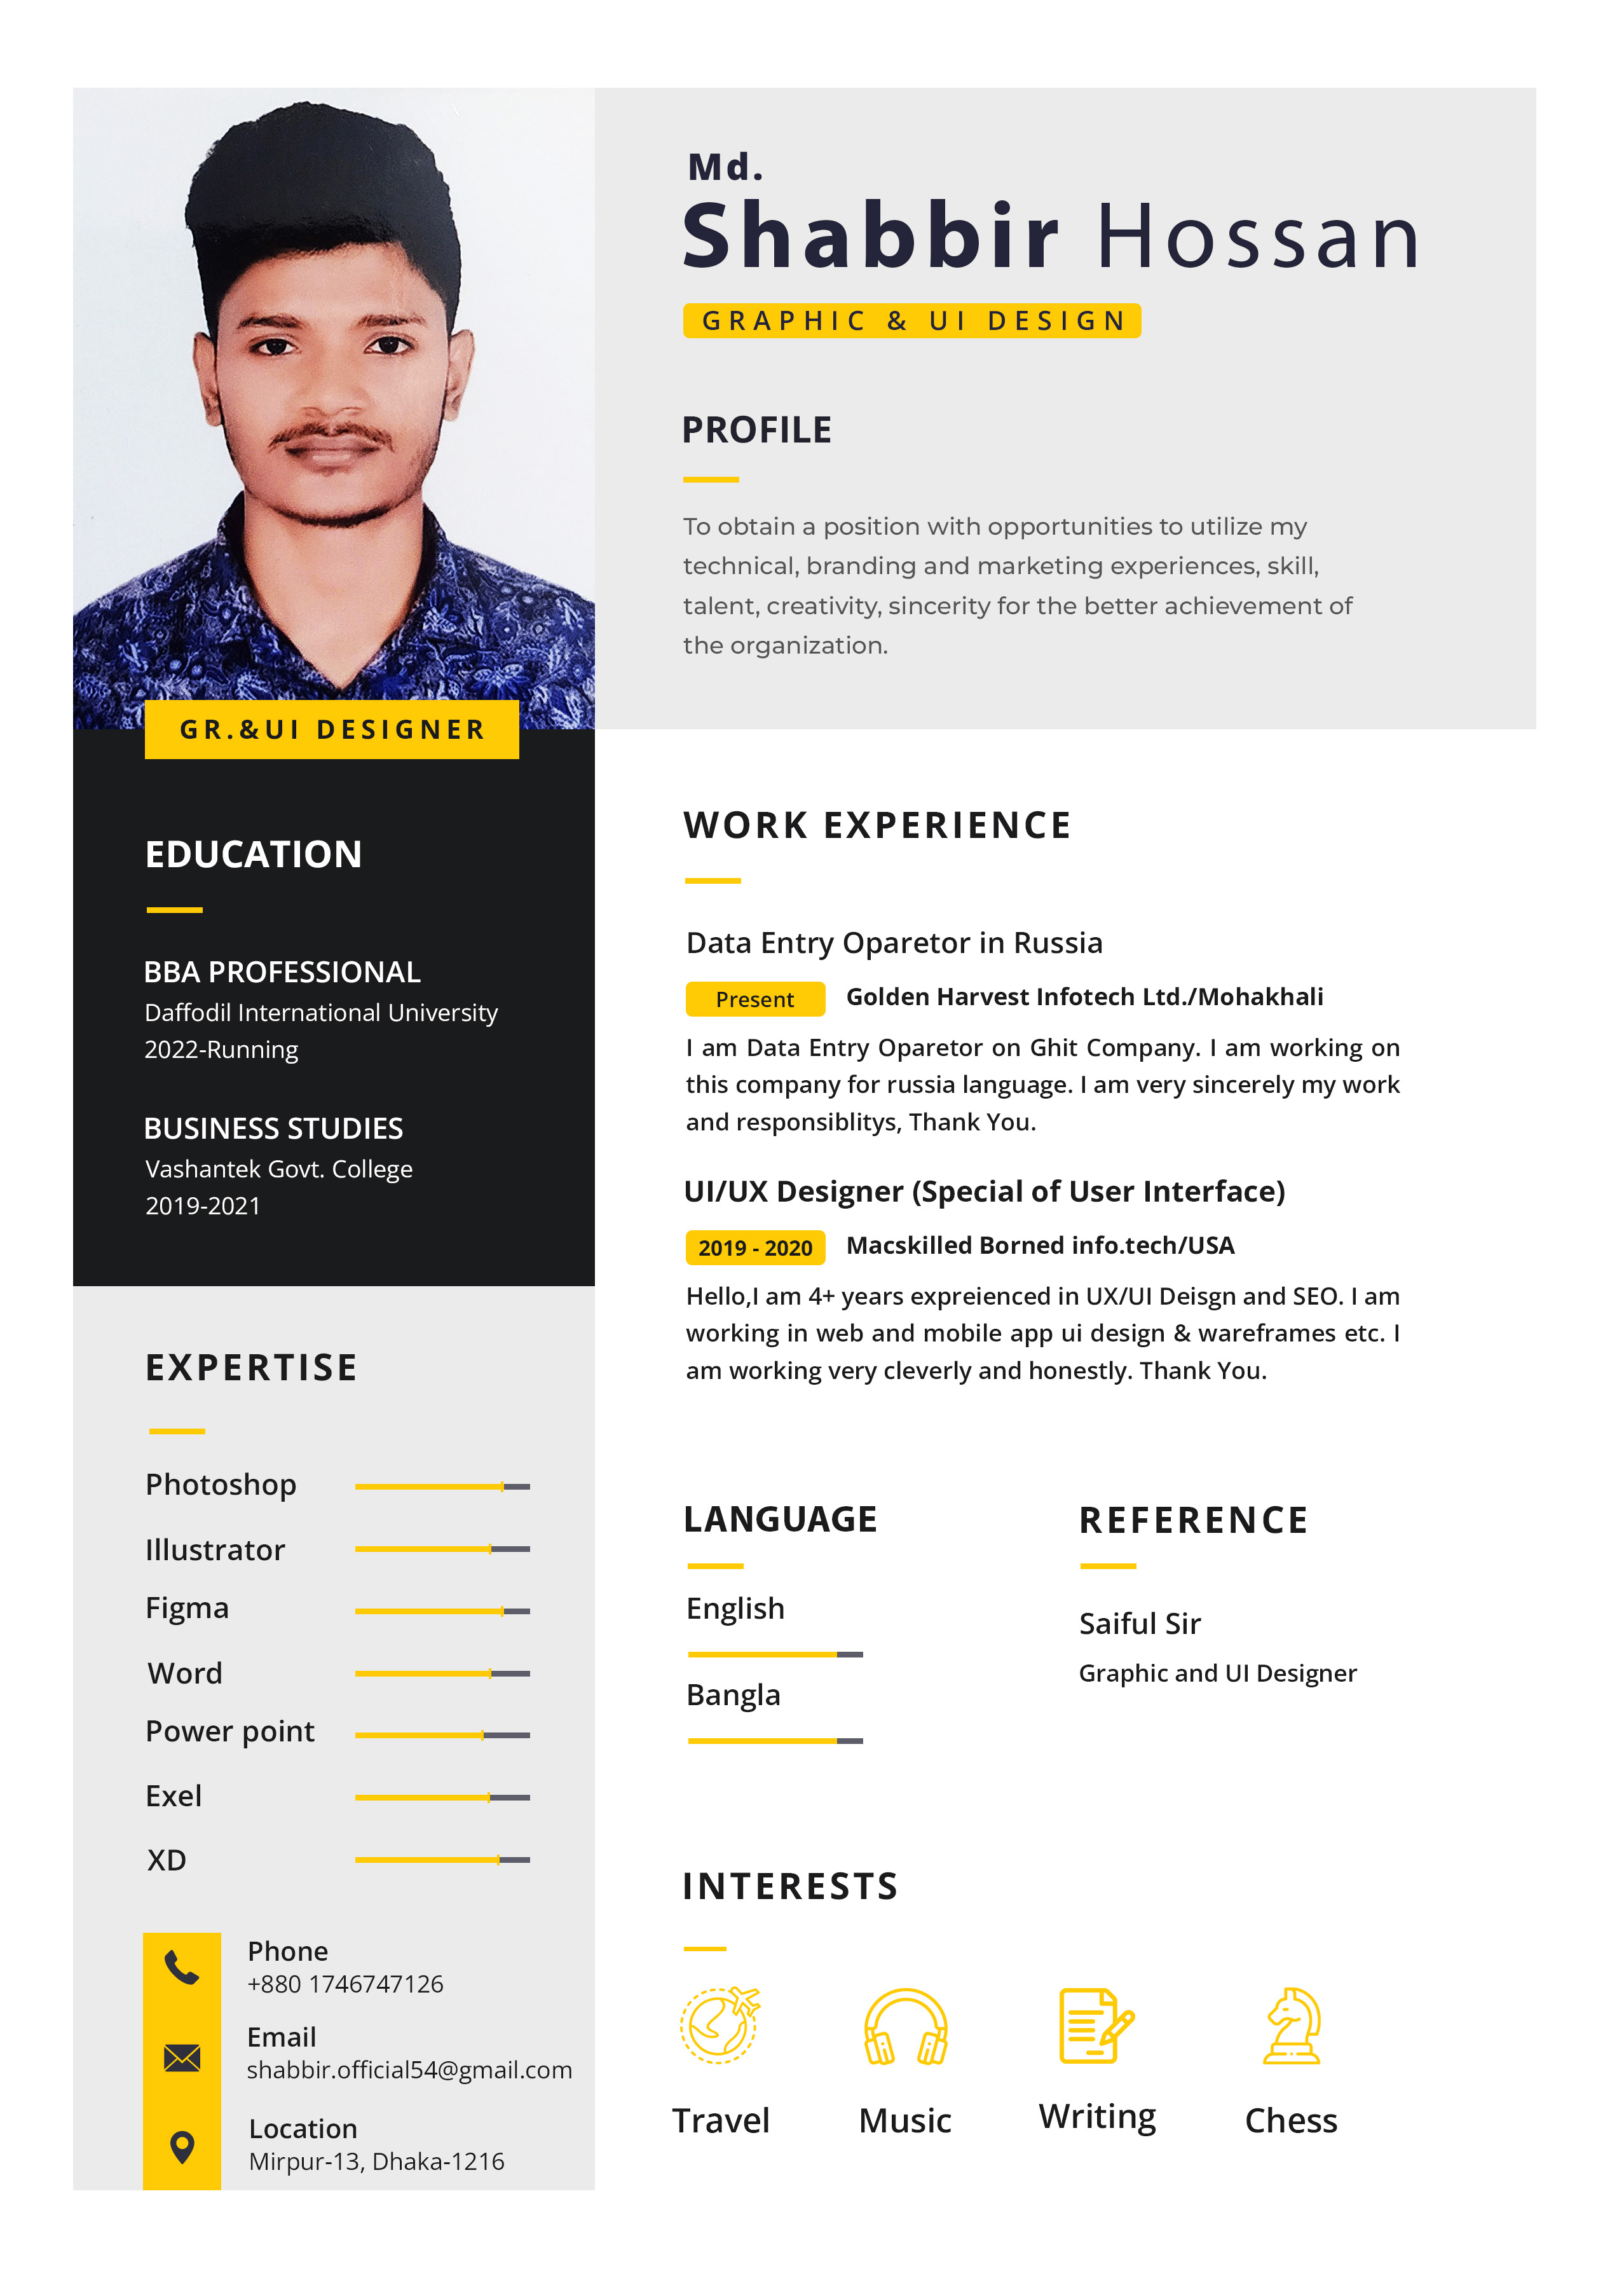 Md.
Shabbir Hossan
GRAPHIC & UI DESIGN
PROFILE
To obtain a position with opportunities to utilize my
technical, branding and marketing experiences, skill,
talent, creativity, sincerity for the better achievement of
the organization.
GR.&UI DESIGNER
EDUCATION
BBA PROFESSIONAL
Daffodil International University
2022-Running
BUSINESS STUDIES
Vashantek Govt. College
2019-2021
EXPERTISE
Photoshop
Illustrator
Figma
Word
Power point
Exel
XD
Phone
+880 1746747126
Email
shabbir.official54@gmail.com
Location
Mirpur-13, Dhaka-1216
WORK EXPERIENCE
Data Entry Oparetor in Russia
Present Golden Harvest Infotech Ltd./Mohakhali
I am Data Entry Oparetor on Ghit Company. I am working on
this company for russia language. I am very sincerely my work
and responsiblitys, Thank You.
UI/UX Designer (Special of User Interface)
2019 - 2020 Macskilled Borned info.tech/USA
Hello,I am 4+ years expreienced in UX/UI Deisgn and SEO. I am
working in web and mobile app ui design & wareframes etc. I
am working very cleverly and honestly. Thank You.
LANGUAGE
English
Bangla
REFERENCE
Saiful Sir
Graphic and UI Designer
INTERESTS
Travel
Music
Writing
Chess